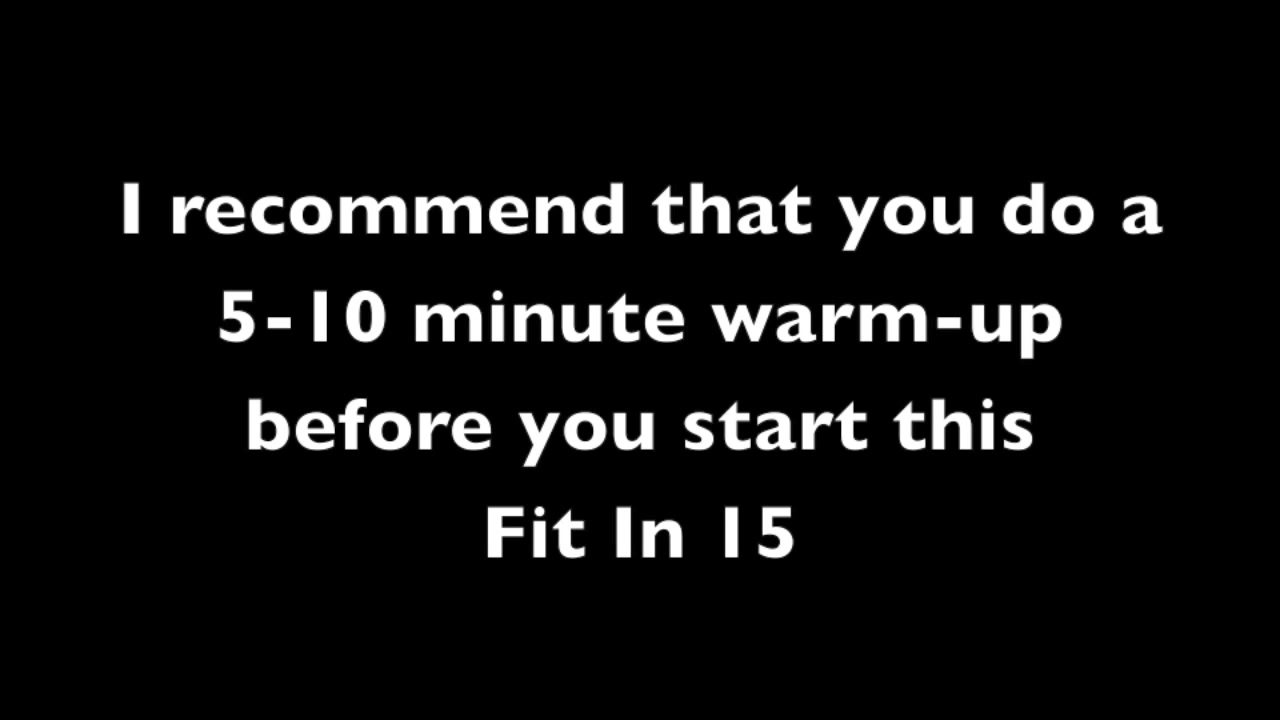 I recommend that you do a
5-10 minute warm-up
before you start this
Fit In 15